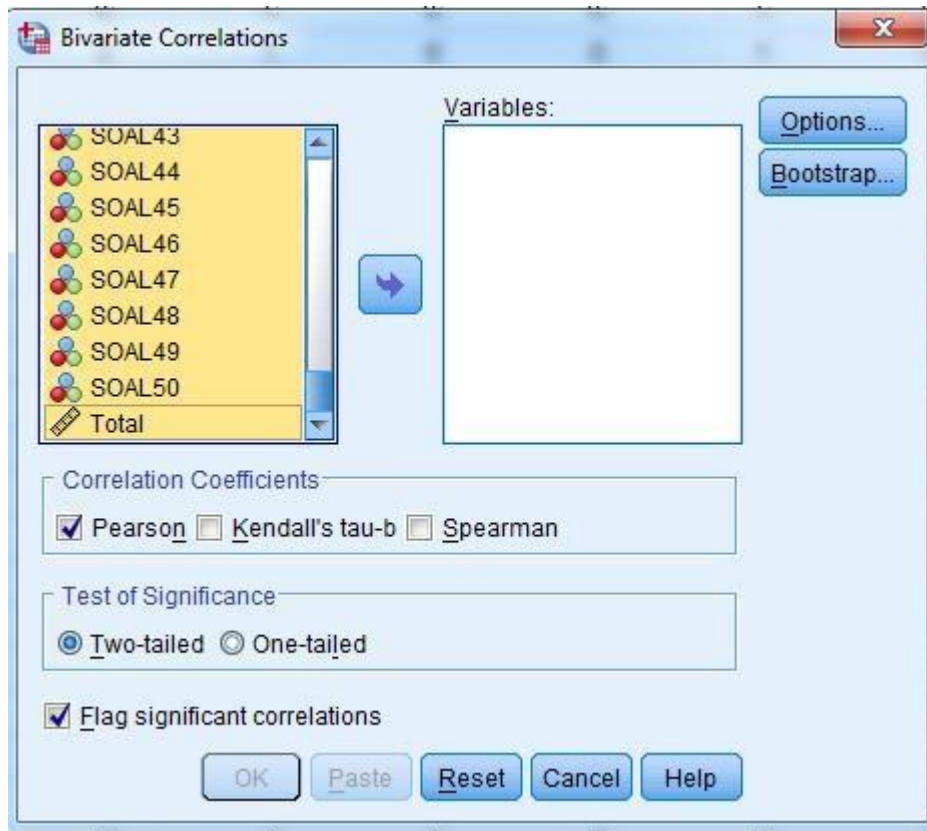 Bivariate Correlations
Variables:
SOAL43
SOAL44
SOAL45
SOAL46
SOAL47
SOAL48
SOAL49
SOAL50
Total
Options...
Bootstrap...
Correlation Coefficients
Pearson Kendall's tau-b Spearman
Test of Significance
Two-tailed One-tailed
Flag significant correlations
OK Paste Reset Cancel Help